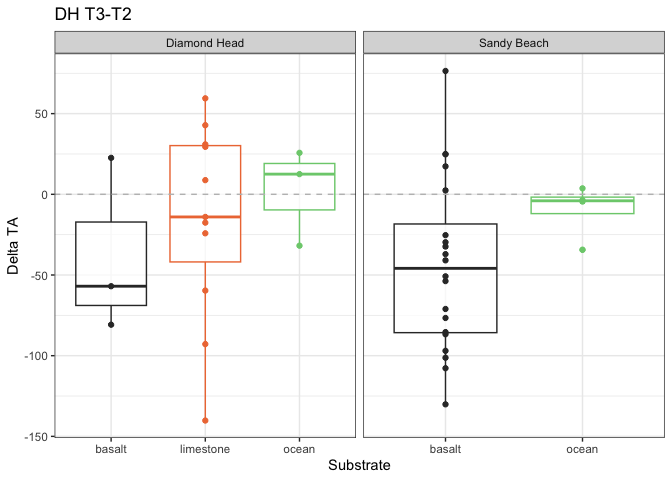 DH T3-T2
Diamond Head
Sandy Beach
Delta TA
50
0
-50
-100
-150
basalt
limestone
ocean
basalt
ocean
Substrate